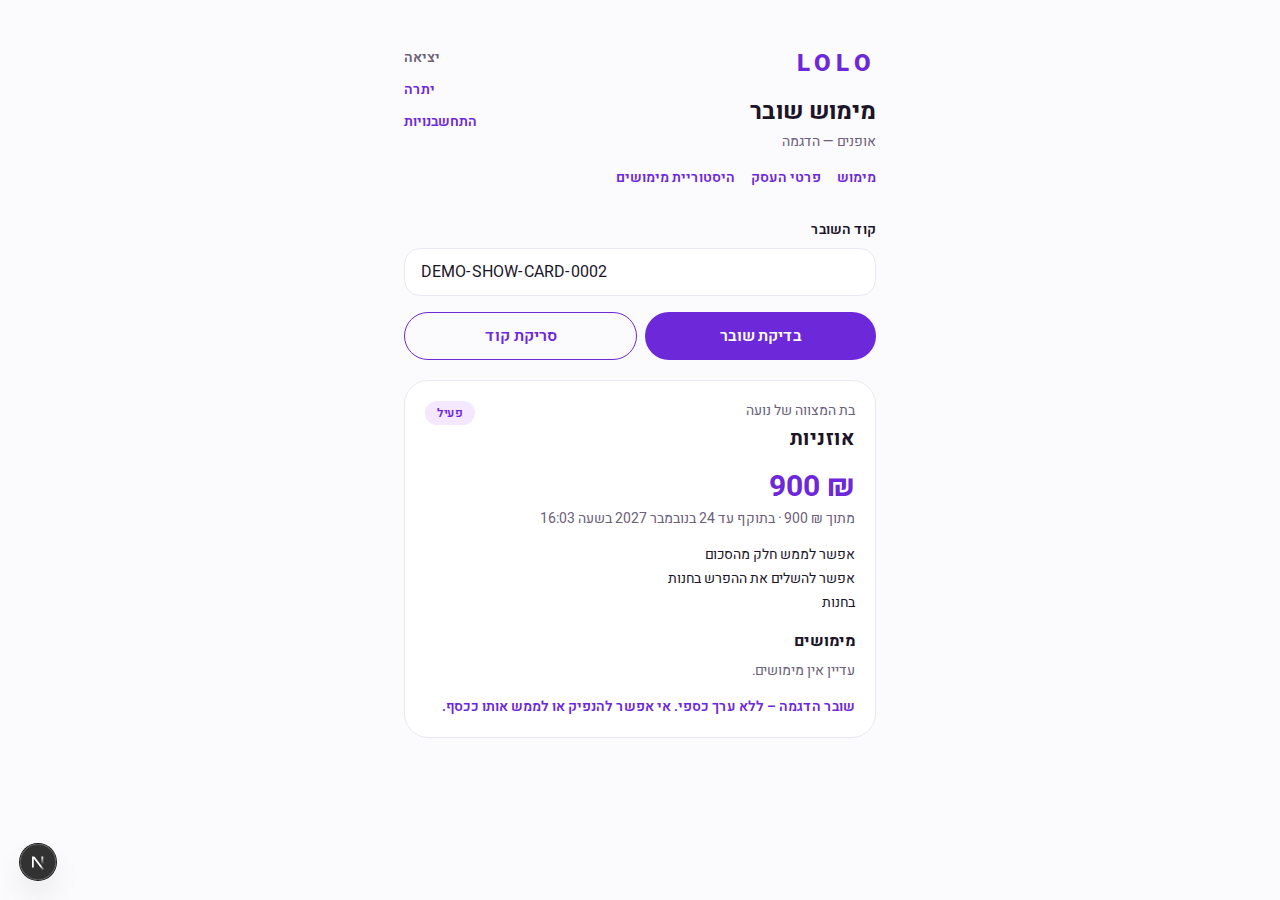 LOLO
יציאה
יתרה
התחשבנויות
מימוש שובר
אופנים — הדגמה
מימוש פרטי העסק היסטוריית מימושים
קוד השובר
DEMO-SHOW-CARD-0002
בדיקת שובר
סריקת קוד
בת המצווה של נועה
פעיל
אוזניות
900 ₪
מתוך 900 ₪ · בתוקף עד 24 בנובמבר 2027 בשעה 16:03
אפשר לממש חלק מהסכום
אפשר להשלים את ההפרש בחנות
בחנות
מימושים
עדיין אין מימושים.
שובר הדגמה – ללא ערך כספי. אי אפשר להנפיק או לממש אותו ככסף.
N